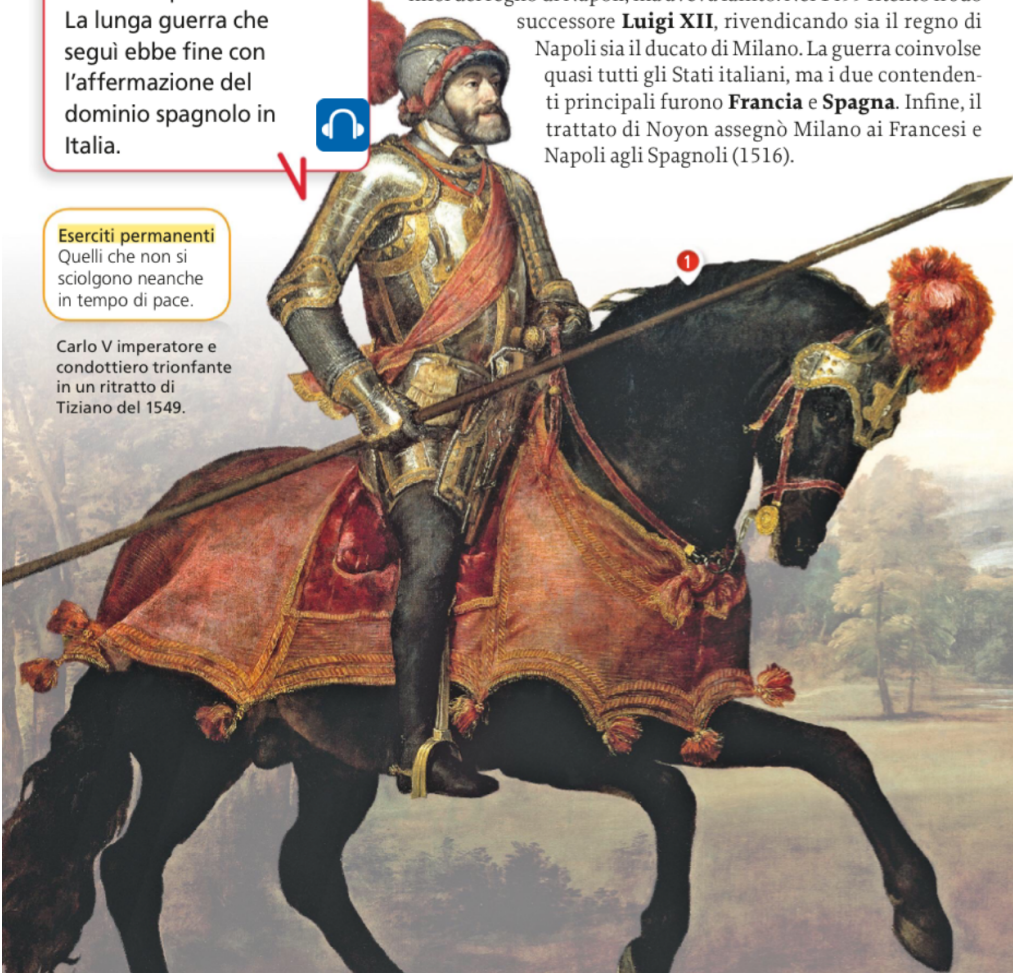 La lunga guerra che
seguì ebbe fine con
l'affermazione del
dominio spagnolo in
Italia.
successore Luigi XII, rivendicando sia il regno di
Napoli sia il ducato di Milano. La guerra coinvolse
quasi tutti gli Stati italiani, ma i due contenden-
ti principali furono Francia e Spagna. Infine, il
trattato di Noyon assegnò Milano ai Francesi e
Napoli agli Spagnoli (1516).
Eserciti permanenti
Quelli che non si
sciolgono neanche
in tempo di pace.
Carlo V imperatore e
condottiero trionfante
in un ritratto di
Tiziano del 1549.
1